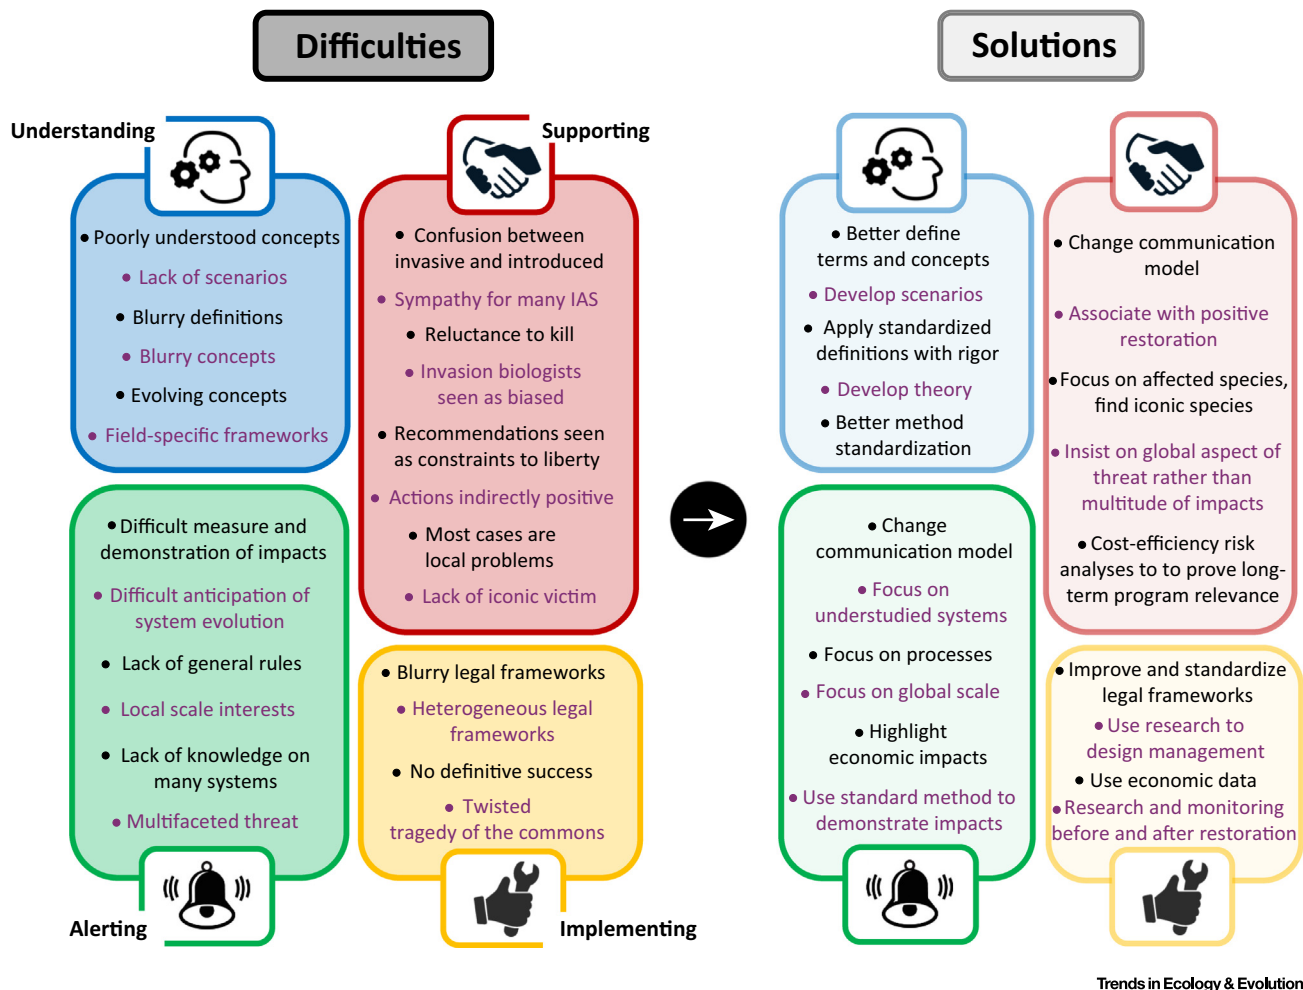 Difficulties
Solutions
Understanding
• Poorly understood concepts
• Lack of scenarios
• Blurry definitions
• Blurry concepts
• Evolving concepts
• Field-specific frameworks
Supporting
• Confusion between
invasive and introduced
• Sympathy for many IAS
• Reluctance to kill
• Invasion biologists
seen as biased
• Recommendations seen
as constraints to liberty
• Actions indirectly positive
• Most cases are
local problems
• Lack of iconic victim
• Difficult measure and
demonstration of impacts
• Difficult anticipation of
system evolution
• Lack of general rules
• Local scale interests
• Lack of knowledge on
many systems
• Multifaceted threat
Alerting
• Blurry legal frameworks
• Heterogeneous legal
frameworks
• No definitive success
• Twisted
tragedy of the commons
Implementing
• Better define
terms and concepts
• Develop scenarios
• Apply standardized
definitions with rigor
• Develop theory
• Better method
standardization
• Change communication
model
• Associate with positive
restoration
• Focus on affected species,
find iconic species
• Insist on global aspect of
threat rather than
multitude of impacts
• Cost-efficiency risk
analyses to to prove long-
term program relevance
• Change
communication model
• Focus on
understudied systems
• Focus on processes
• Focus on global scale
• Highlight
economic impacts
• Use standard method to
demonstrate impacts
• Improve and standardize
legal frameworks
• Use research to
design management
• Use economic data
• Research and monitoring
before and after restoration
Trends in Ecology & Evolution